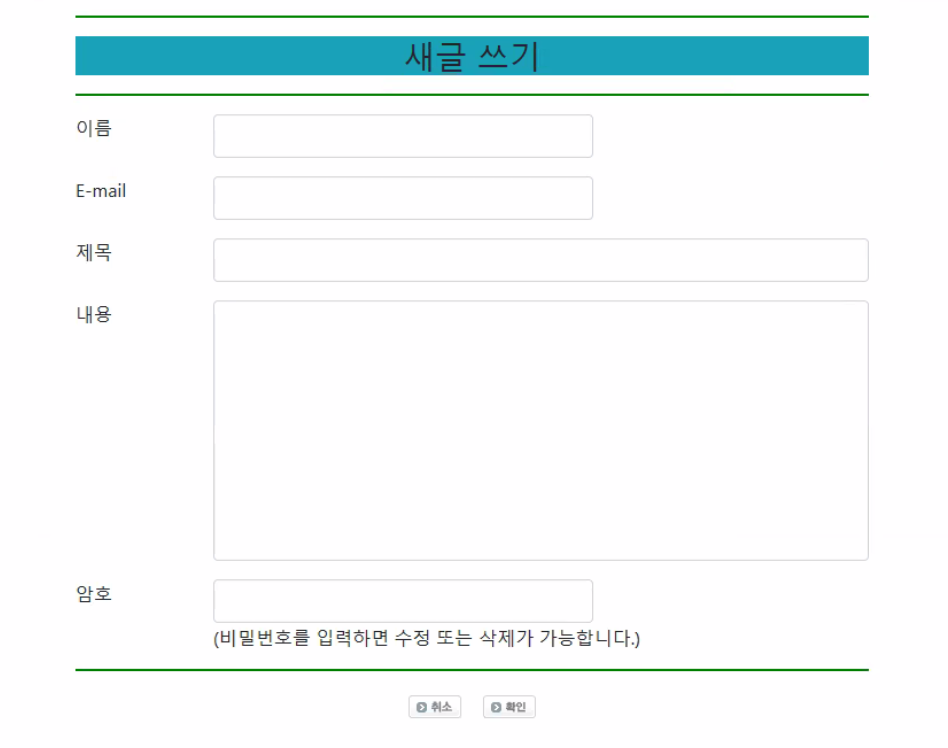 새글 쓰기
이름
E-mail
제목
내용
암호
(비밀번호를 입력하면 수정 또는 삭제가 가능합니다.)
취소 확인